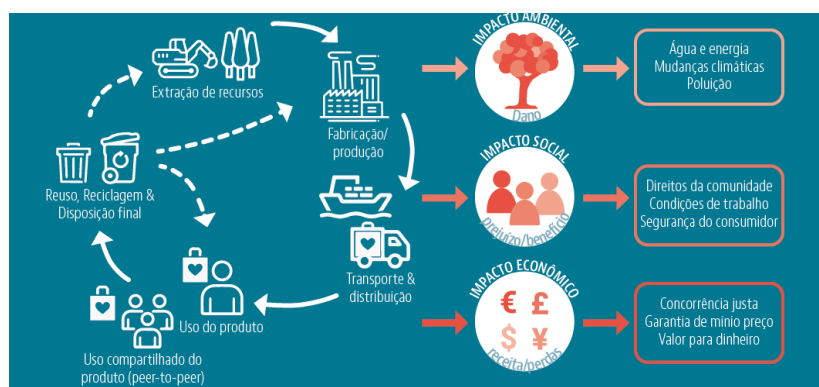 Extração de recursos
Fabricação/
produção
Transporte &
distribuição
Uso do produto
Uso compartilhado do
produto (peer-to-peer)
Reuso, Reciclagem &
Disposição final
IMPACTO AMBIENTAL
Dano
Água e energia
Mudanças climáticas
Poluição
IMPACTO SOCIAL
prejuízo/benefício
Direitos da comunidade
Condições de trabalho
Segurança do consumidor
IMPACTO ECONÔMICO
€ £
$ ¥
receita/perdas
Concorrência justa
Garantia de mínio preço
Valor para dinheiro